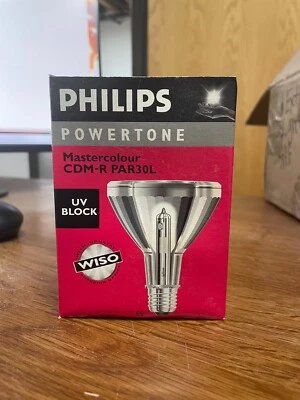 PHILIPS
POWERTONE
Mastercolour
CDM-R PAR30L
UV
BLOCK
WISO